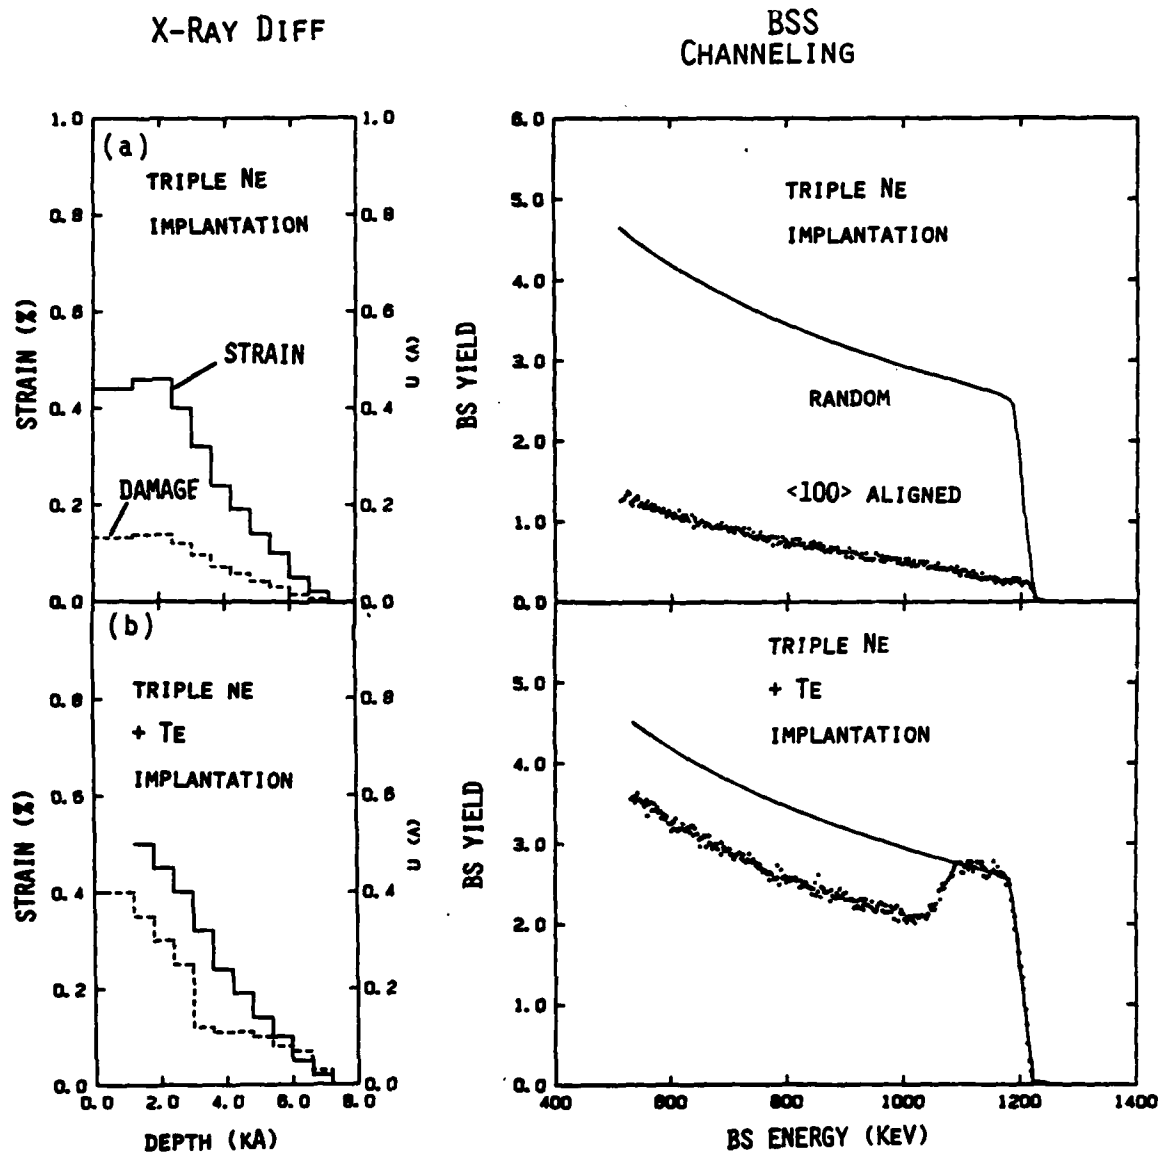 X-RAY DIFF
BSS
CHANNELING
(a)
TRIPLE NE
IMPLANTATION
STRAIN
DAMAGE
1.0
0.8
0.6
0.4
0.2
0.0
STRAIN (%)
1.0
0.8
0.6
0.4
0.2
0.0
U (A)
TRIPLE NE
IMPLANTATION
RANDOM
<100> ALIGNED
6.0
5.0
4.0
3.0
2.0
1.0
0.0
BS YIELD
(b)
TRIPLE NE
+ TE
IMPLANTATION
0.8
0.6
0.4
0.2
0.0
STRAIN (%)
0.8
0.6
0.4
0.2
0.0
U (A)
0.0 2.0 4.0 6.0 8.0
DEPTH (KA)
TRIPLE NE
+ TE
IMPLANTATION
5.0
4.0
3.0
2.0
1.0
0.0
BS YIELD
400 600 800 1000 1200 1400
BS ENERGY (KEV)